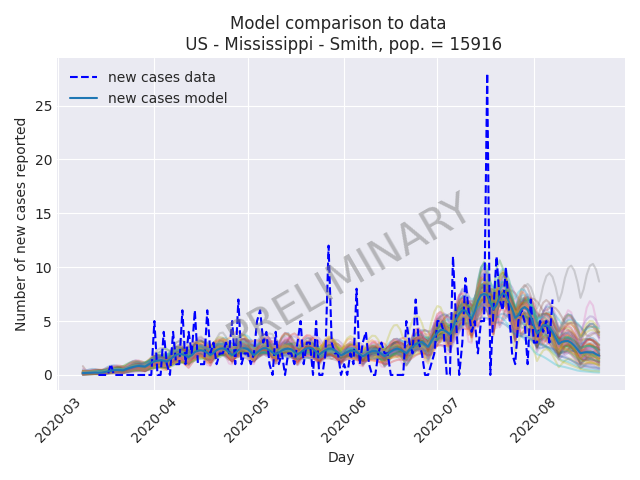 Model comparison to data
US - Mississippi - Smith, pop. = 15916
new cases data
new cases model
PRELIMINARY
Number of new cases reported
25
20
15
10
5
0
2020-03
2020-04
2020-05
2020-06
2020-07
2020-08
Day